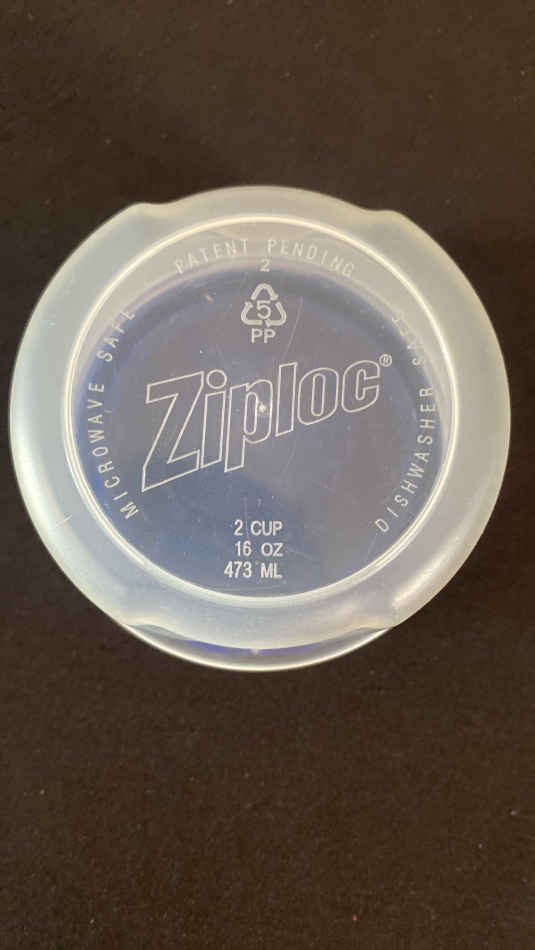 PATENT PENDING
2
5
PP
MICROWAVE SAFE
Ziploc®
DISHWASHER SAFE
2 CUP
16 OZ
473 ML